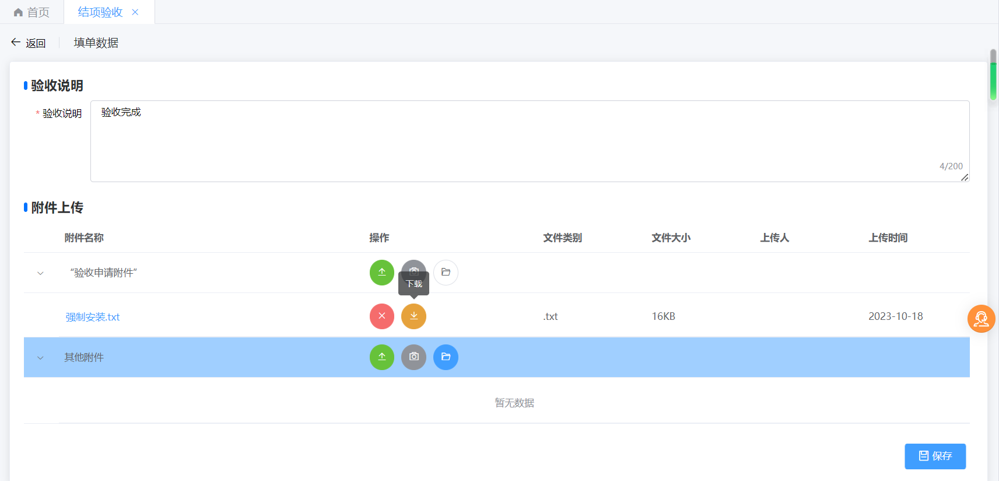 首页 结项验收
返回 填单数据
验收说明
* 验收说明 验收完成
4/200
附件上传
附件名称 操作 文件类别 文件大小 上传人 上传时间
“验收申请附件”
下载
强制安装.txt .txt 16KB 2023-10-18
其他附件
暂无数据
保存